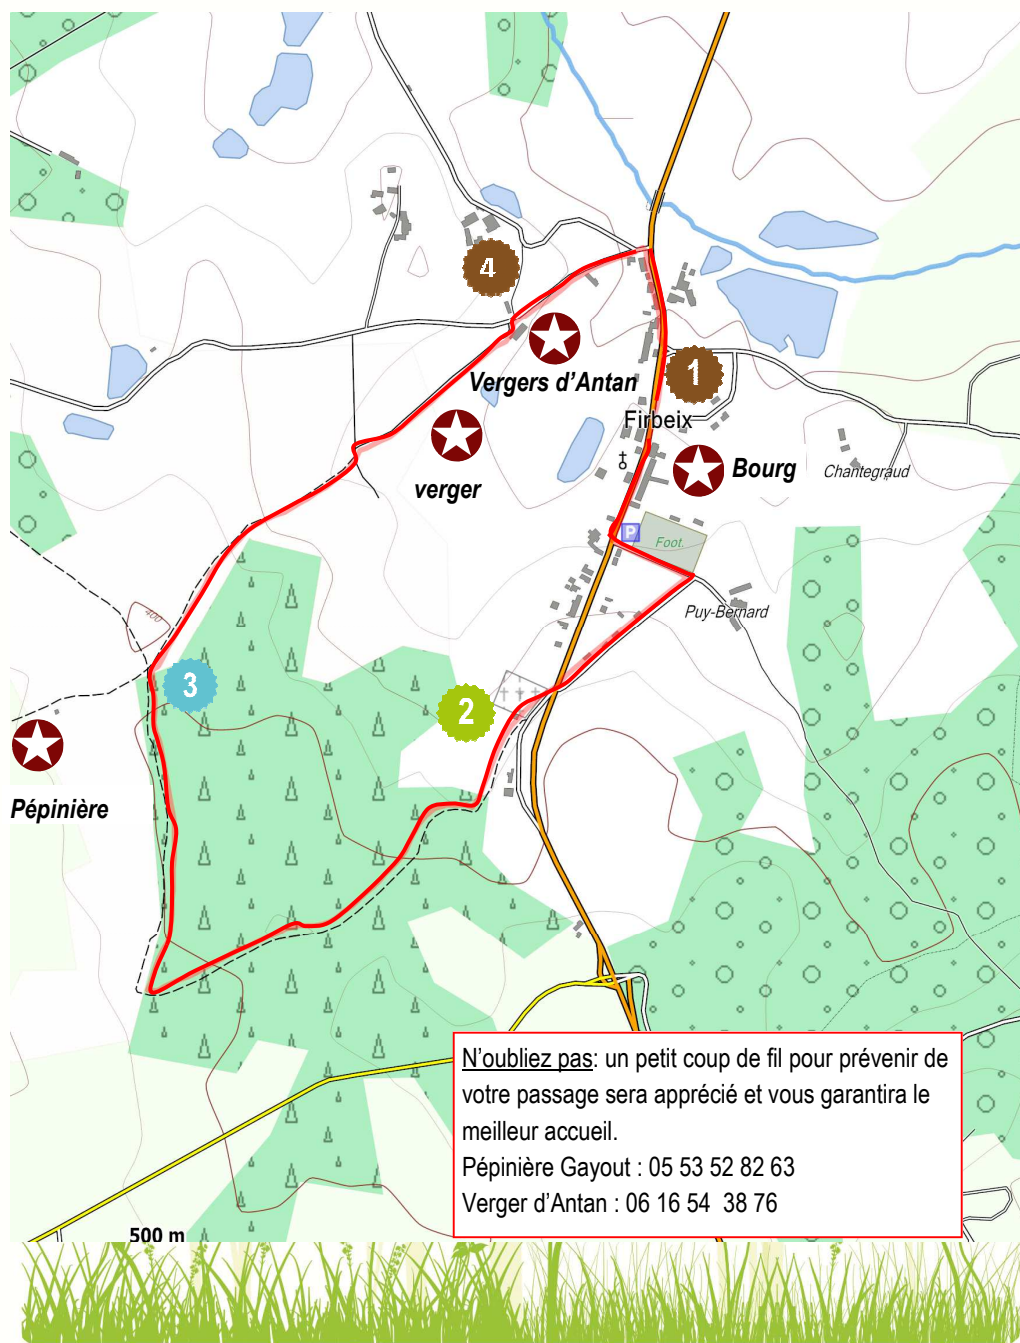 4
Vergers d'Antan
1
Firbeix
verger
Bourg
Chantegraud
P
Foot.
Puy-Bernard
400
3
2
Pépinière
N'oubliez pas: un petit coup de fil pour prévenir de
votre passage sera apprécié et vous garantira le
meilleur accueil.
Pépinière Gayout : 05 53 52 82 63
Verger d'Antan : 06 16 54 38 76
500 m